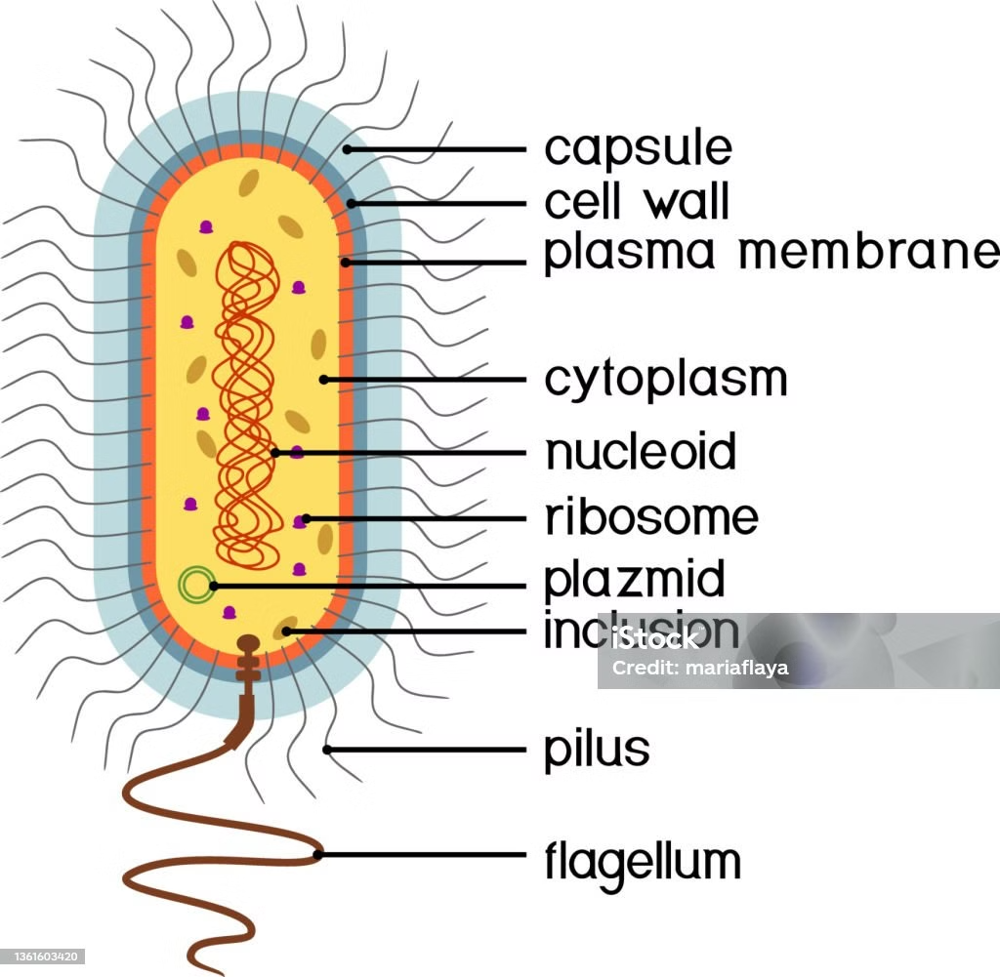 capsule
cell wall
plasma membrane
cytoplasm
nucleoid
ribosome
plazmid
inclusion
iStock
Credit: mariaflaya
pilus
flagellum
1361603420